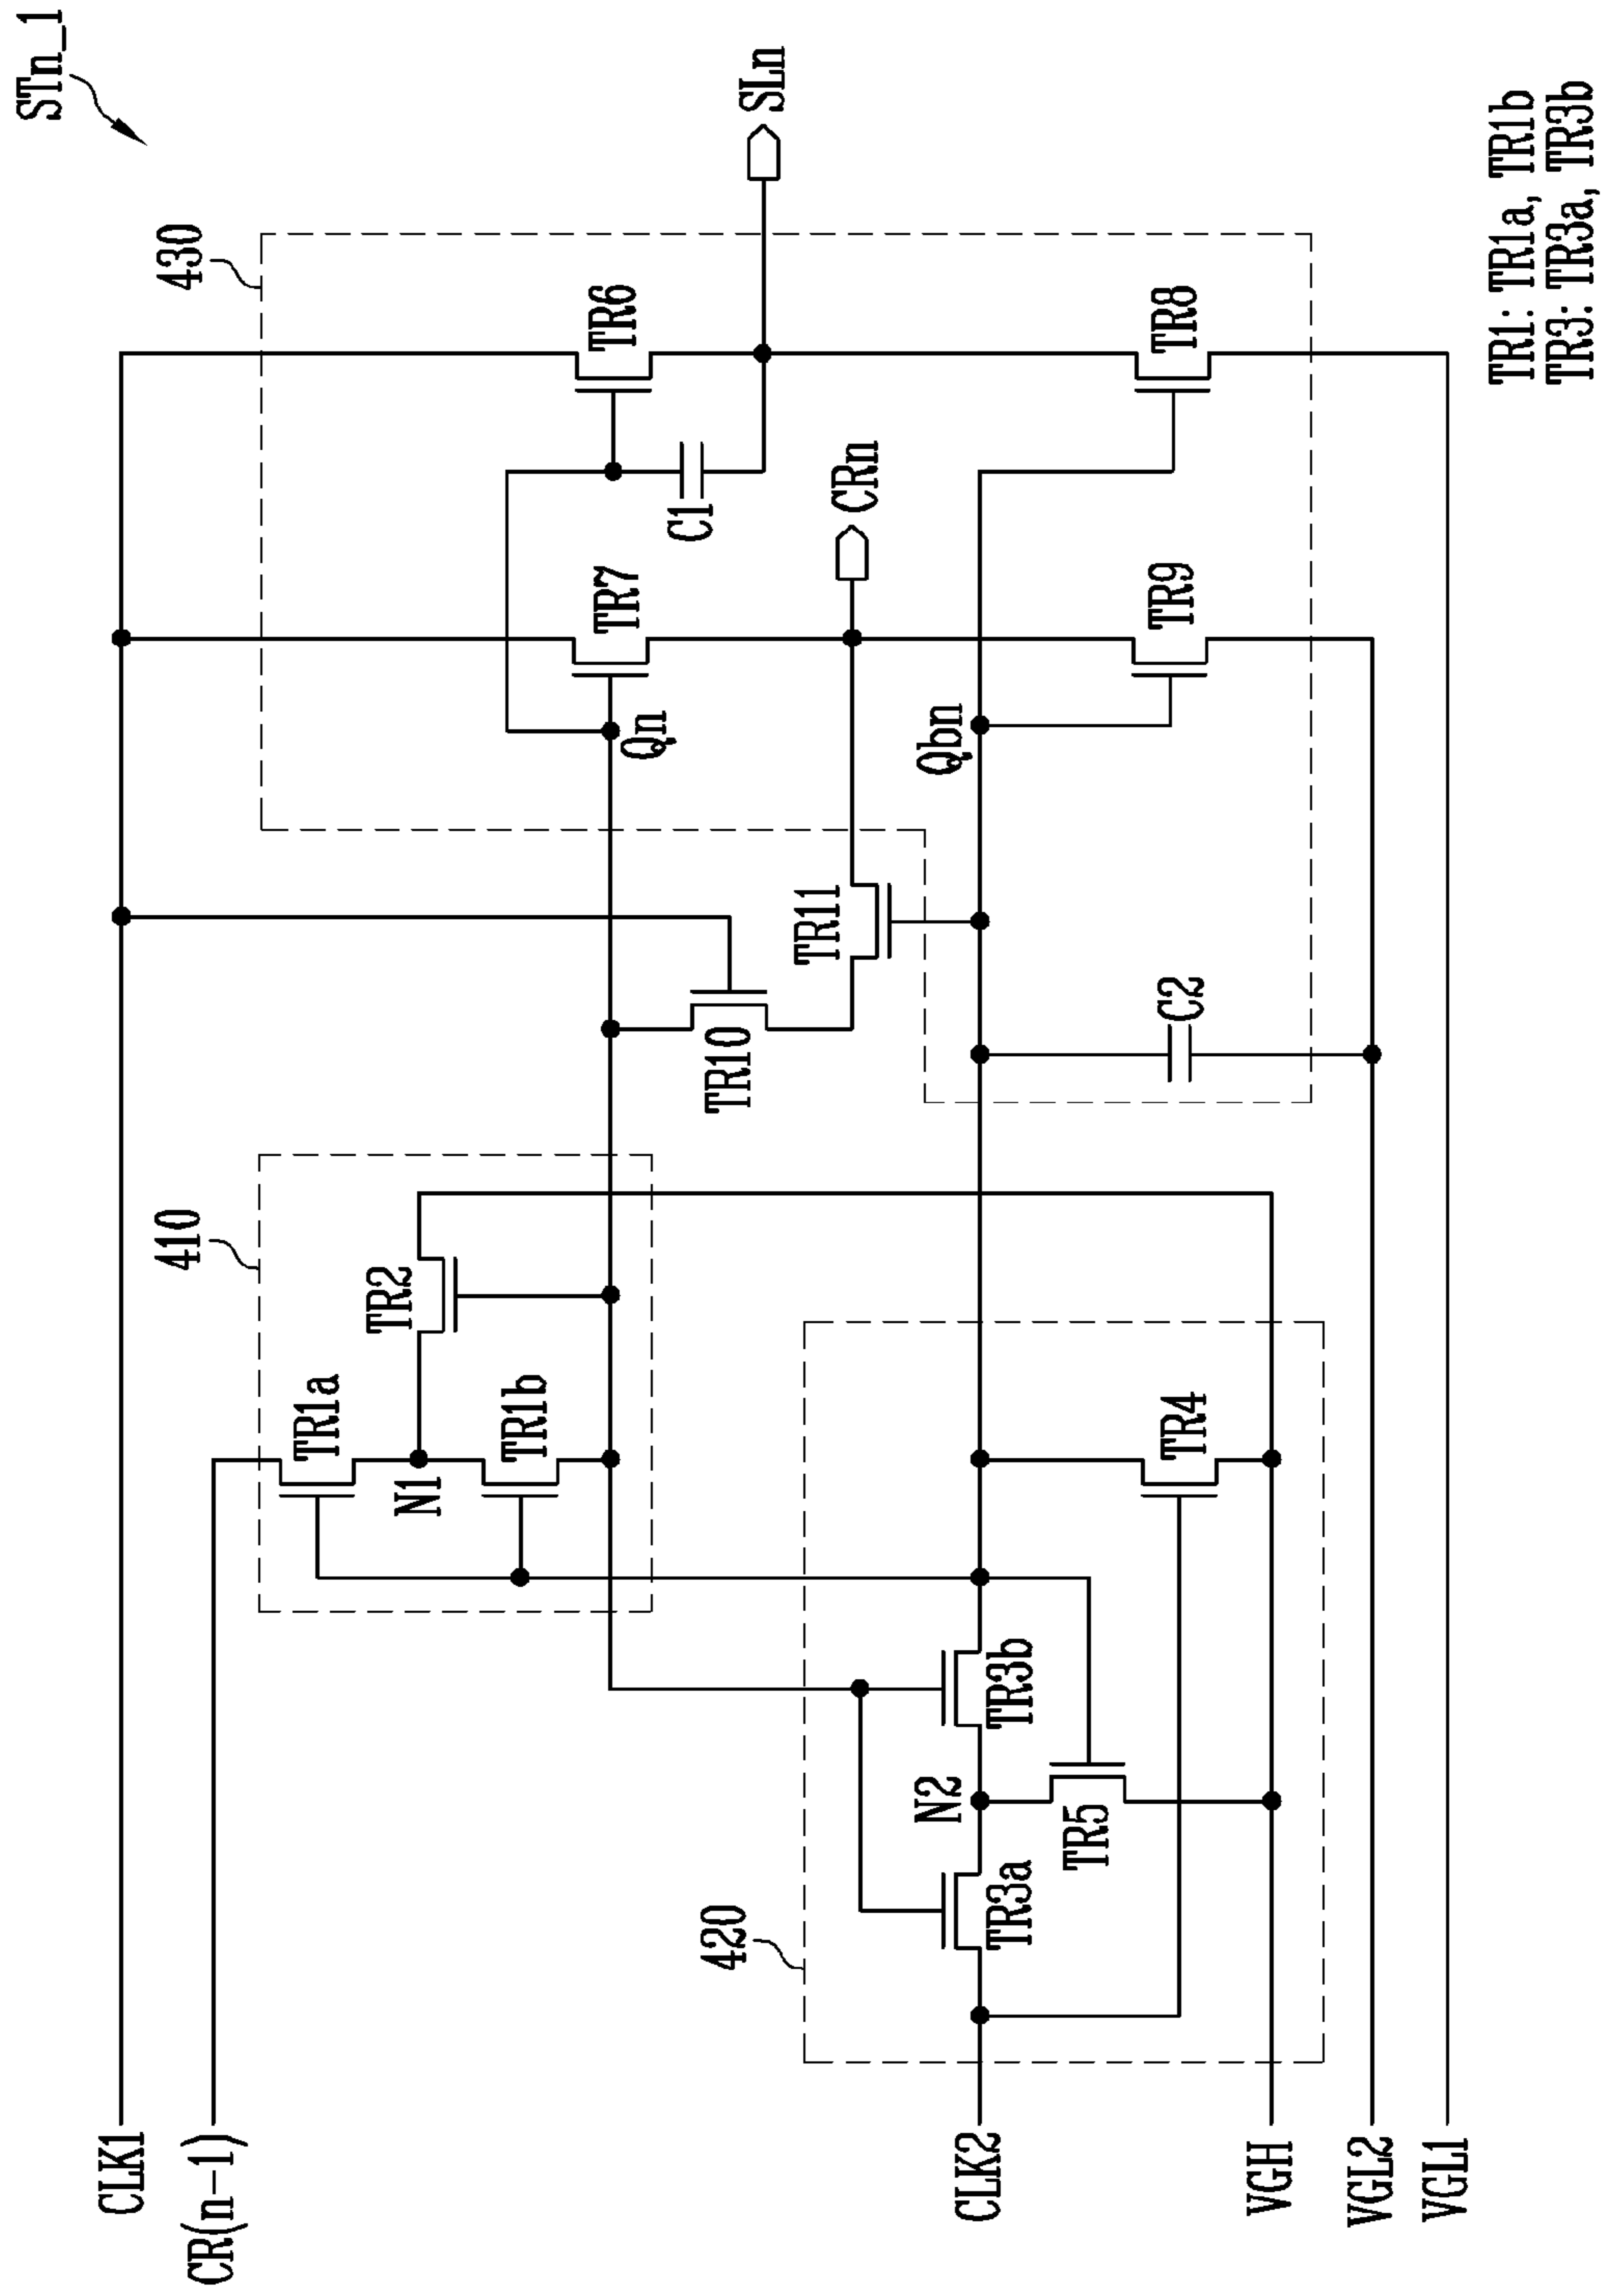 STn_1
430
SLn
TR6
C1
TR7
CRn
TR8
TR9
Qn
Qbn
TR11
TR10
C2
410
TR2
TR1a
N1
TR1b
TR4
420
TR3b
N2
TR5
TR3a
CLK1
CR(n-1)
CLK2
VGH
VGL2
VGL1
TR1: TR1a, TR1b
TR3: TR3a, TR3b